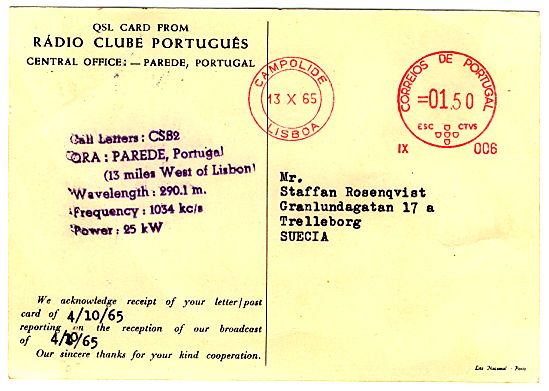 QSL CARD FROM
RÁDIO CLUBE PORTUGUÊS
CENTRAL OFFICE: — PAREDE, PORTUGAL
Call Letters: CSB2
QRA: PAREDE, Portugal
(13 miles West of Lisbon)
Wavelength: 290.1 m.
Frequency: 1034 kc/s
Power: 25 kW
We acknowledge receipt of your letter/post
card of 4/10/65
reporting on the reception of our broadcast
of /65
Our sincere thanks for your kind cooperation.
CAMPOLIDE
13 X 65
LISBOA
CORREIOS DE PORTUGAL
=01.50
ESC CTVS
IX 006
Mr.
Staffan Rosenqvist
Granlundagatan 17 a
Trelleborg
SUECIA